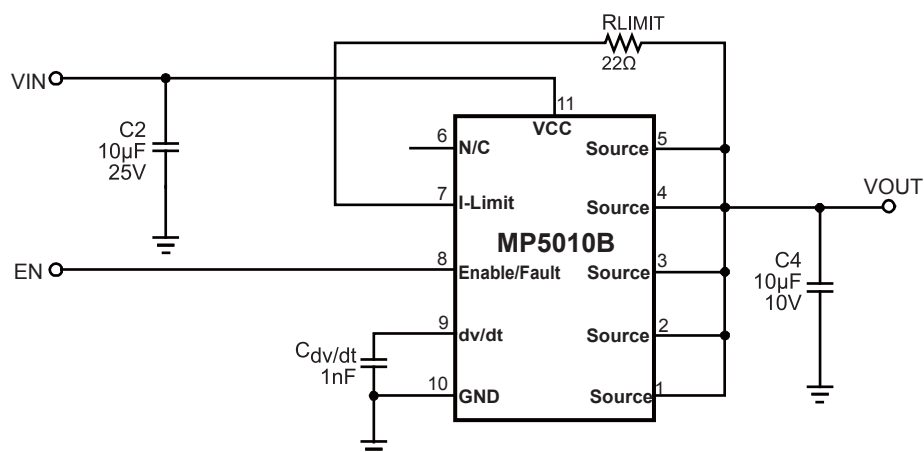 RLIMIT
22Ω
VIN
C2
10µF
25V
11
VCC
6
N/C
Source
5
7
I-Limit
Source
4
VOUT
MP5010B
EN
8
Enable/Fault
Source
3
C4
10µF
10V
9
dv/dt
Source
2
Cdv/dt
1nF
10
GND
Source
1